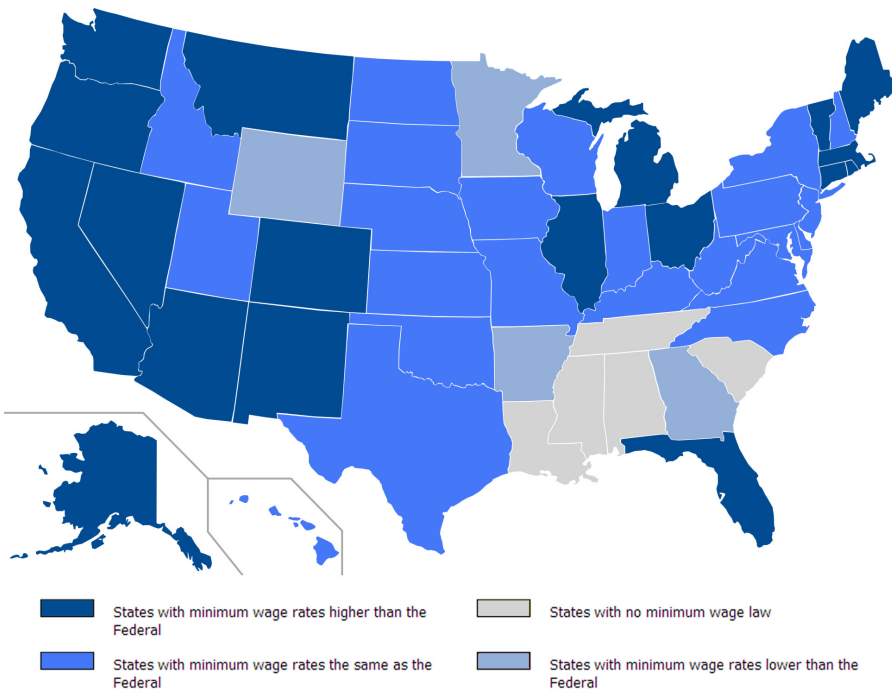 States with minimum wage rates higher than the
Federal
States with no minimum wage law
States with minimum wage rates the same as the
Federal
States with minimum wage rates lower than the
Federal